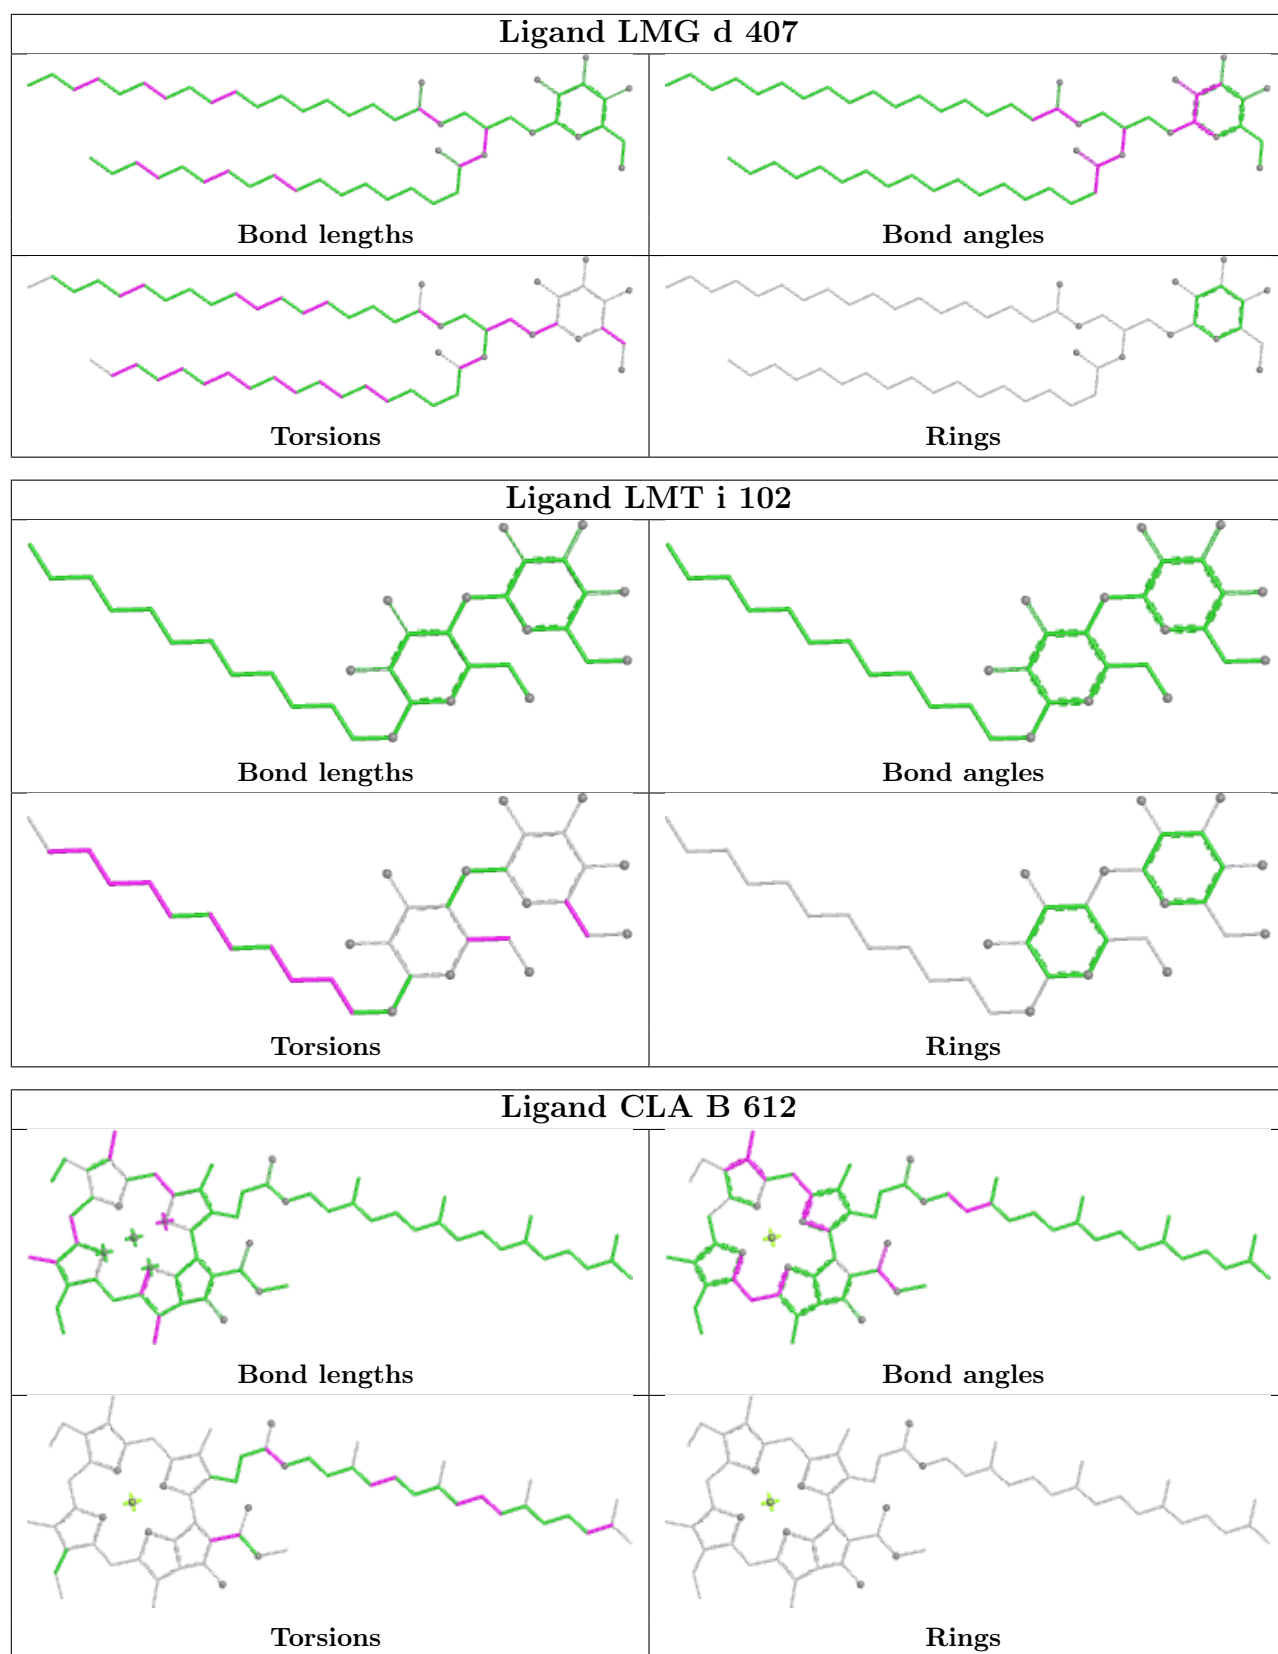 Ligand LMG d 407
Bond lengths
Bond angles
Torsions
Rings
Ligand LMT i 102
Bond lengths
Bond angles
Torsions
Rings
Ligand CLA B 612
Bond lengths
Bond angles
Torsions
Rings